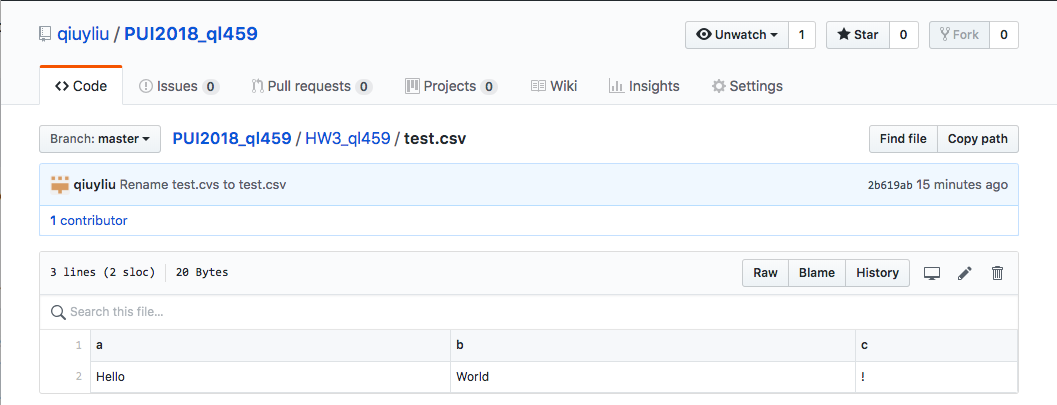 qiuyliu / PUI2018_ql459 Unwatch 1 Star 0 Fork 0
Code Issues 0 Pull requests 0 Projects 0 Wiki Insights Settings
Branch: master PUI2018_ql459 / HW3_ql459 / test.csv Find file Copy path
qiuyliu Rename test.cvs to test.csv 2b619ab 15 minutes ago
1 contributor
3 lines (2 sloc) 20 Bytes Raw Blame History
Search this file...
1 a b c
2 Hello World !